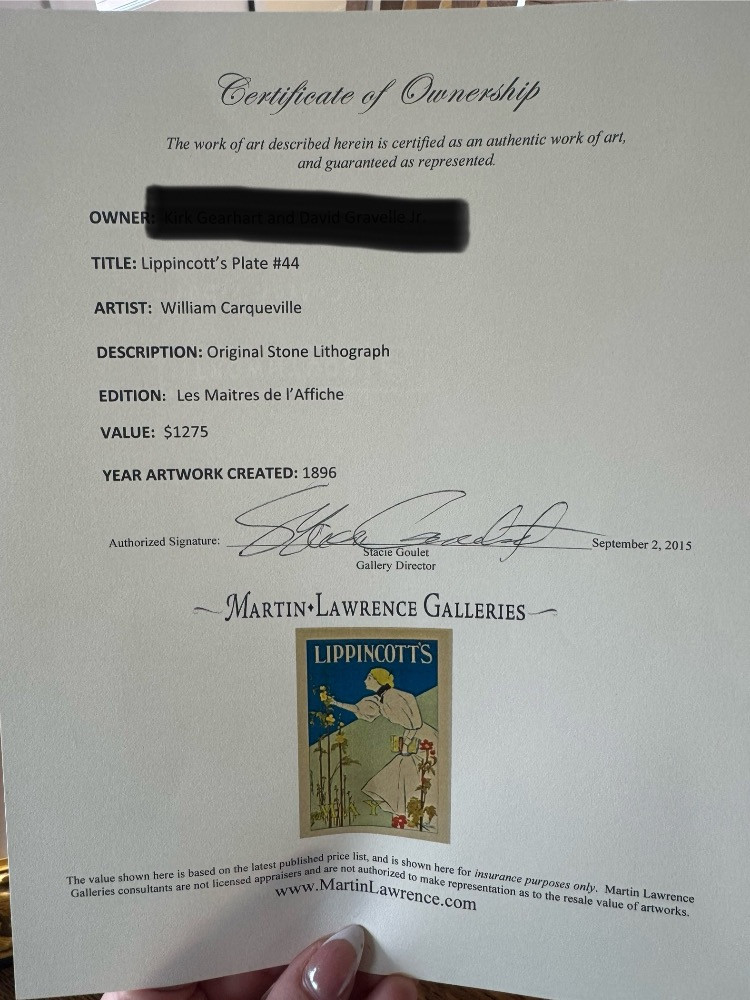 Certificate of Ownership
The work of art described herein is certified as an authentic work of art,
and guaranteed as represented.
OWNER:
TITLE: Lippincott's Plate #44
ARTIST: William Carqueville
DESCRIPTION: Original Stone Lithograph
EDITION: Les Maitres de l'Affiche
VALUE: $1275
YEAR ARTWORK CREATED: 1896
Authorized Signature: September 2, 2015
Stacie Goulet
Gallery Director
MARTIN♦LAWRENCE GALLERIES
LIPPINCOTT'S
MAY
The value shown here is based on the latest published price list, and is shown here for insurance purposes only. Martin Lawrence
Galleries consultants are not licensed appraisers and are not authorized to make representation as to the resale value of artworks.
www.MartinLawrence.com